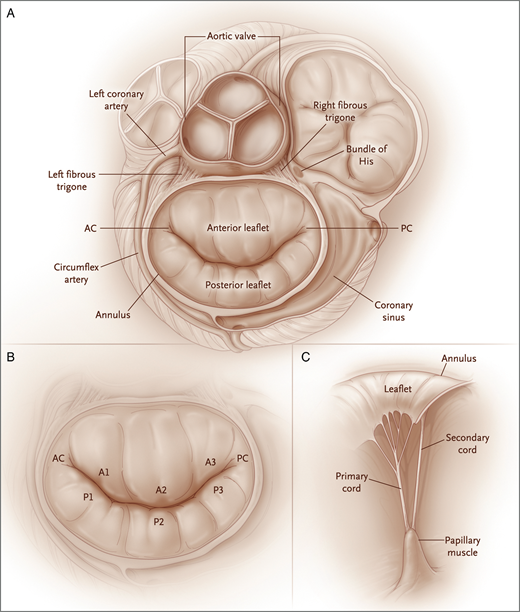 A
Aortic valve
Left coronary
artery
Right fibrous
trigone
Bundle of
His
Left fibrous
trigone
AC
Anterior leaflet
PC
Circumflex
artery
Posterior leaflet
Annulus
Coronary
sinus
B
AC
A1
A2
A3
PC
P1
P2
P3
C
Annulus
Leaflet
Secondary
cord
Primary
cord
Papillary
muscle